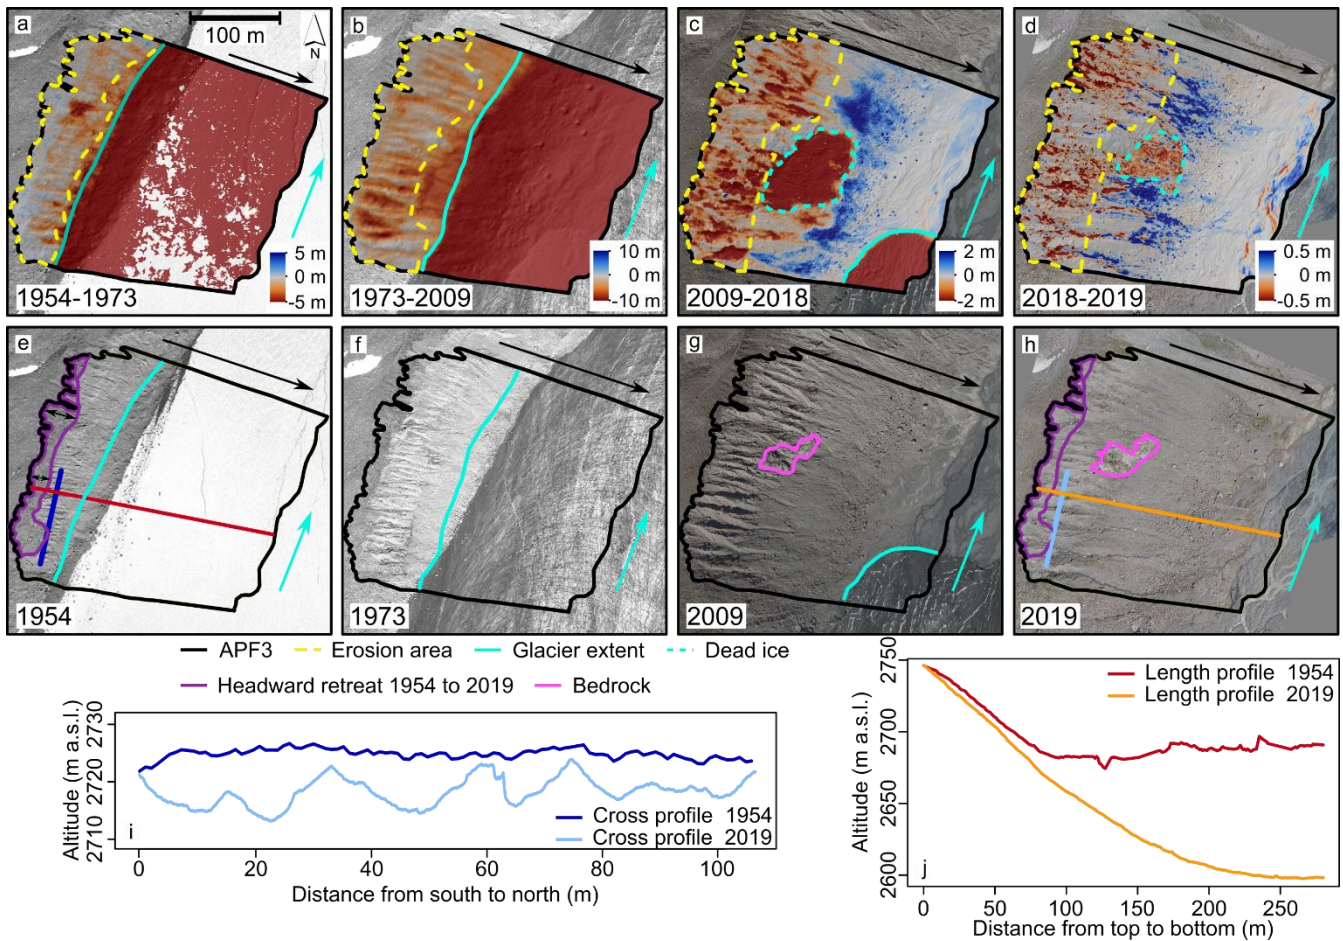 a
100 m
N
5 m
0 m
-5 m
1954-1973
b
10 m
0 m
-10 m
1973-2009
c
2 m
0 m
-2 m
2009-2018
d
0.5 m
0 m
-0.5 m
2018-2019
e
1954
f
1973
g
2009
h
2019
APF3
Erosion area
Glacier extent
Dead ice
Headward retreat 1954 to 2019
Bedrock
Altitude (m a.s.l.)
2730
2720
2710
i
Cross profile 1954
Cross profile 2019
0
20
40
60
80
100
Distance from south to north (m)
Altitude (m a.s.l.)
2750
2700
2650
2600
j
Length profile 1954
Length profile 2019
0
50
100
150
200
250
Distance from top to bottom (m)